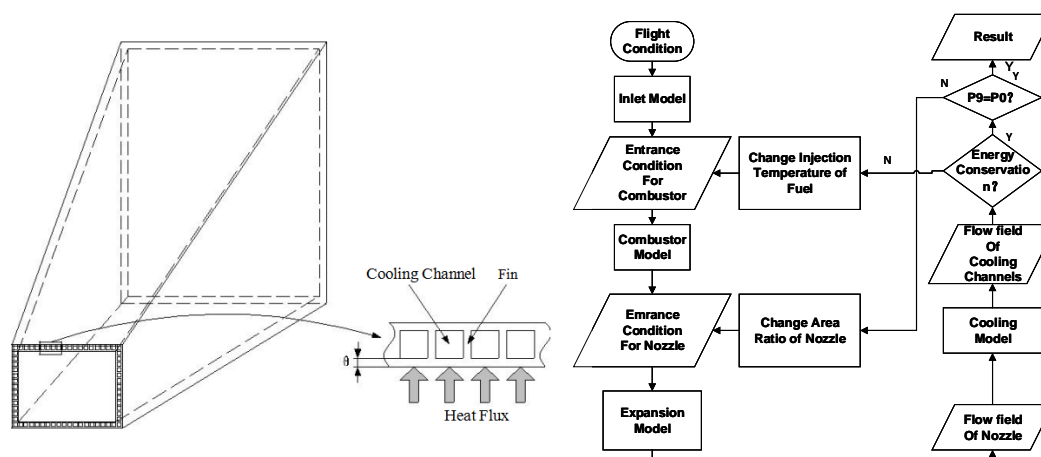 Cooling Channel
Fin
θ
Heat Flux
Flight
Condition
Inlet Model
Entrance
Condition
For
Combustor
Combustor
Model
Emrance
Condition
For Nozzle
Expansion
Model
Change Injection
Temperature of
Fuel
Change Area
Ratio of Nozzle
Result
Y
Y
N
P9=P0?
Y
N
Energy
Conservatio
n?
Flow field
Of
Cooling
Channels
Cooling
Model
Flow field
Of Nozzle